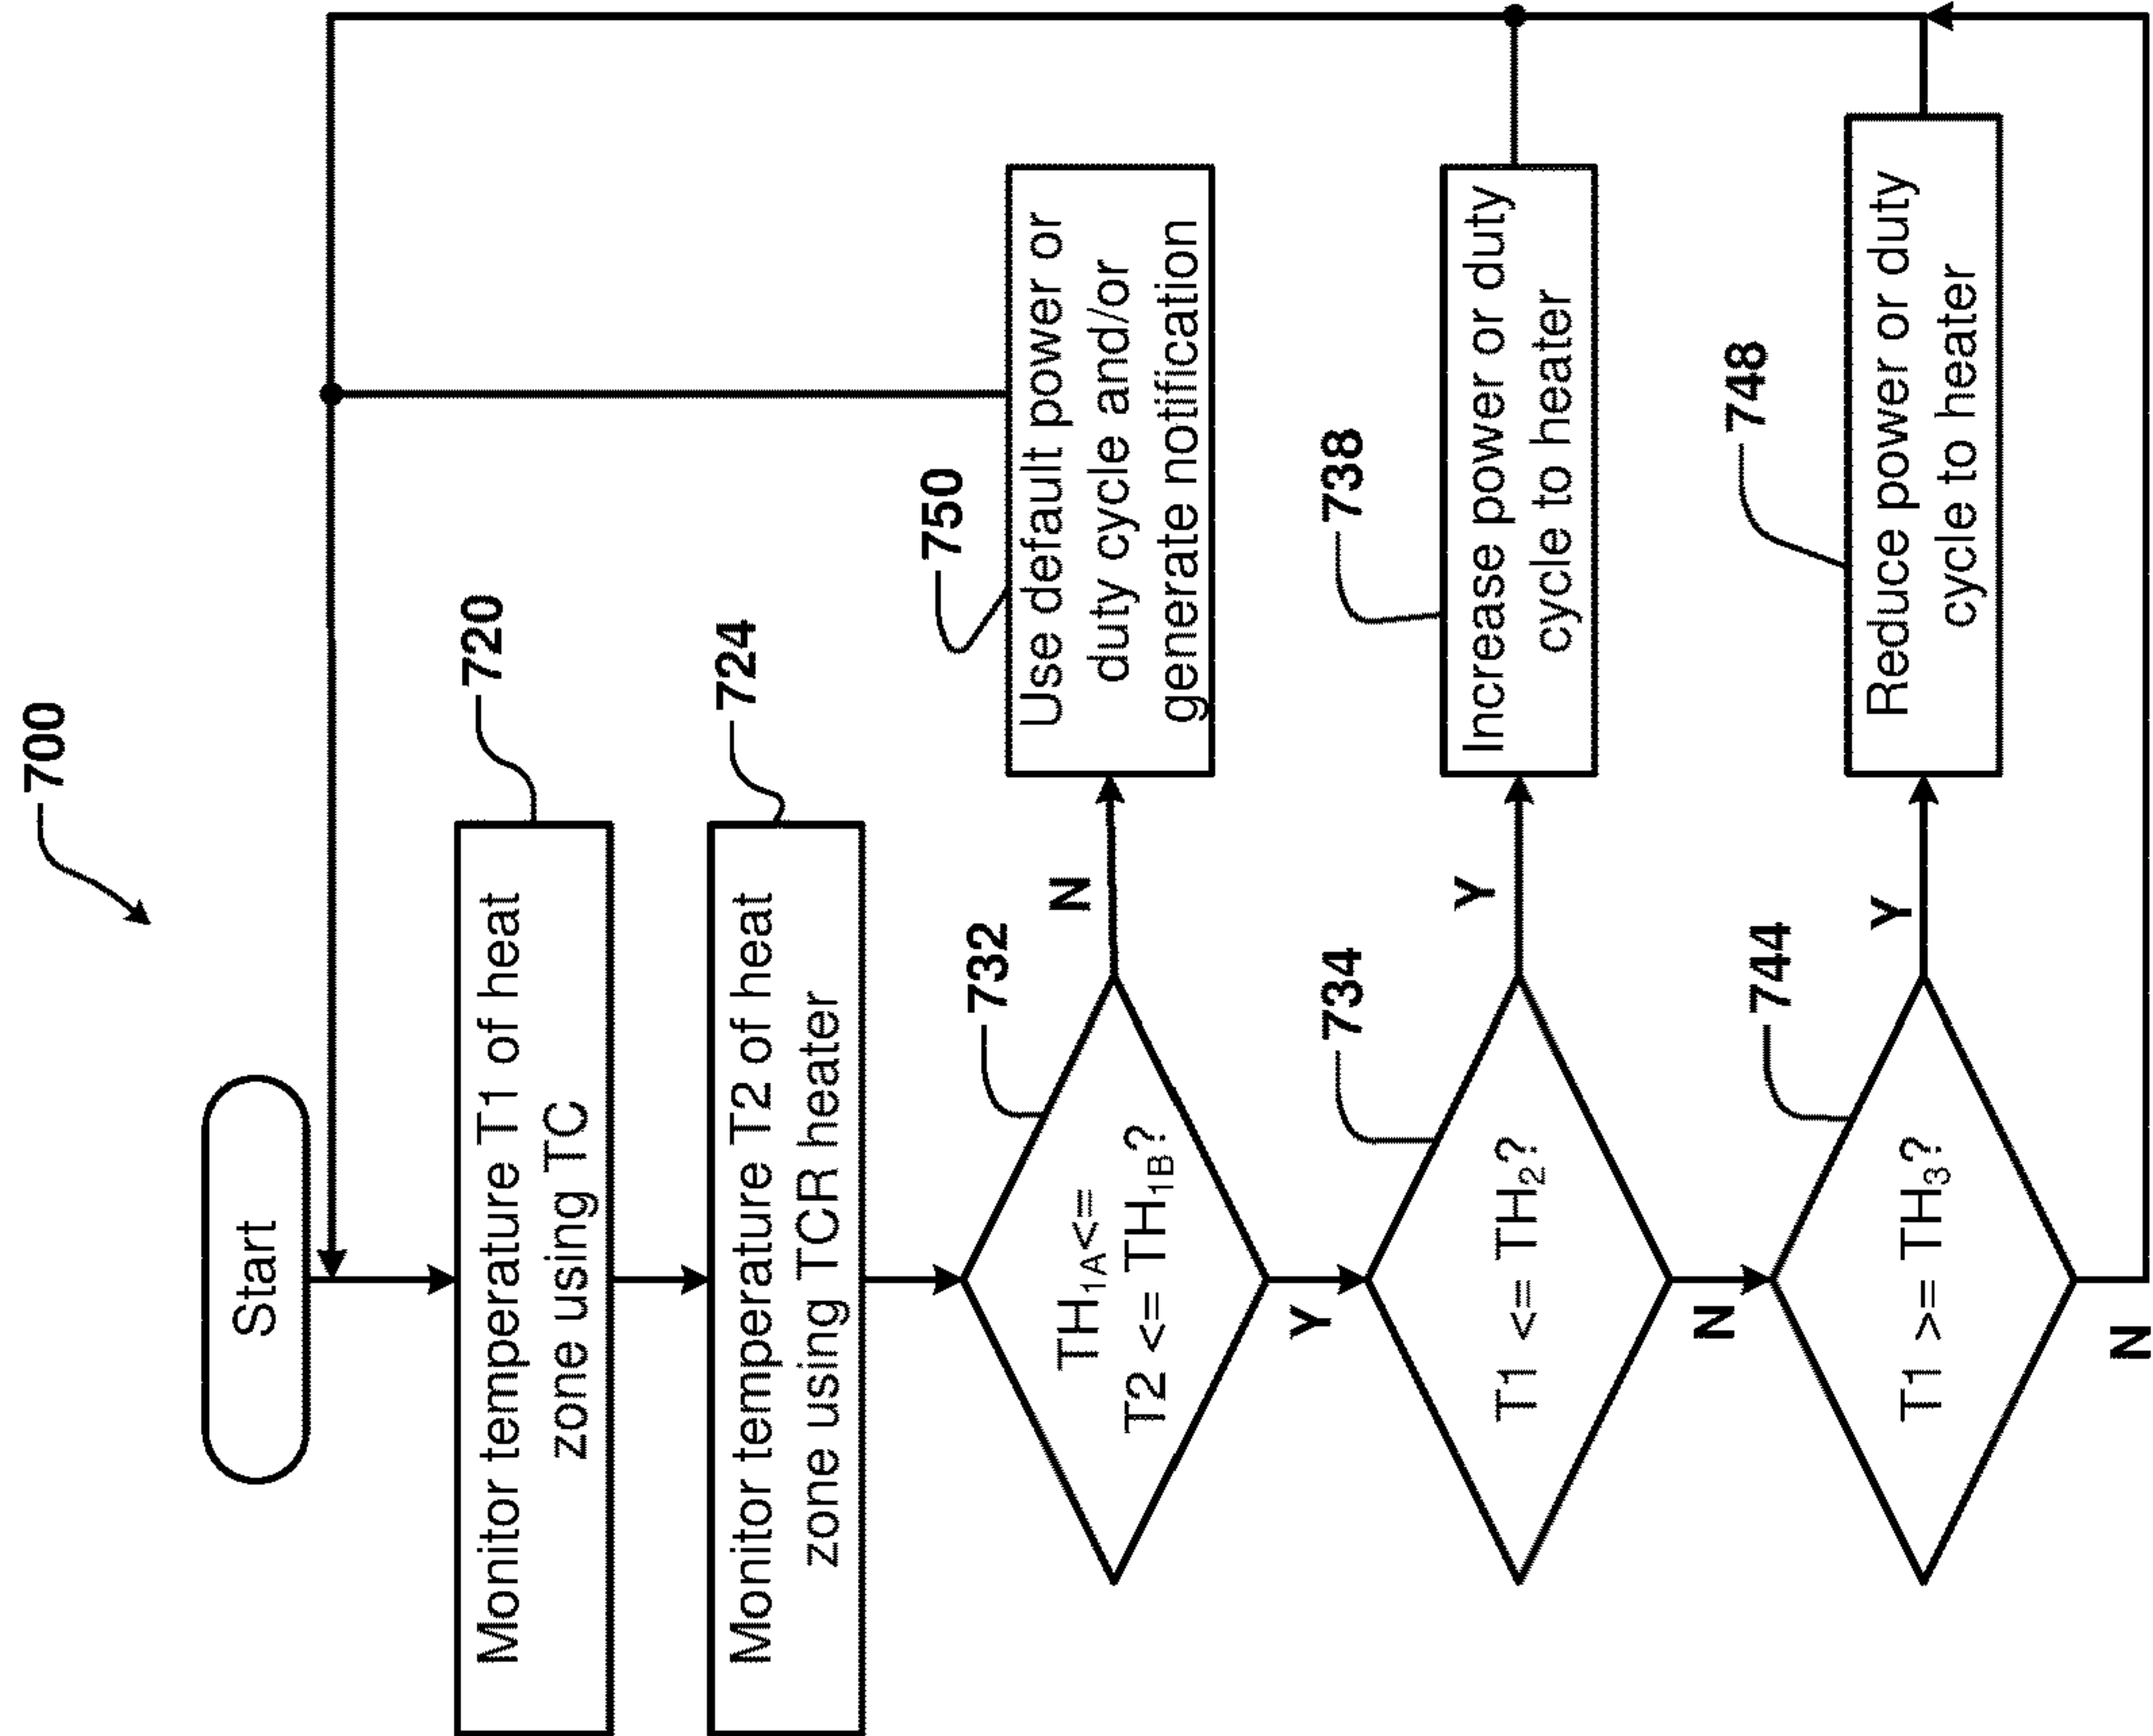 700
Start
Monitor temperature T1 of heat
zone using TC
720
Monitor temperature T2 of heat
zone using TCR heater
724
TH1A<=
T2 <= TH1B?
732
N
Use default power or
duty cycle and/or
generate notification
750
Y
T1 <= TH2?
734
Y
Increase power or duty
cycle to heater
738
N
T1 >= TH3?
744
Y
Reduce power or duty
cycle to heater
748
N